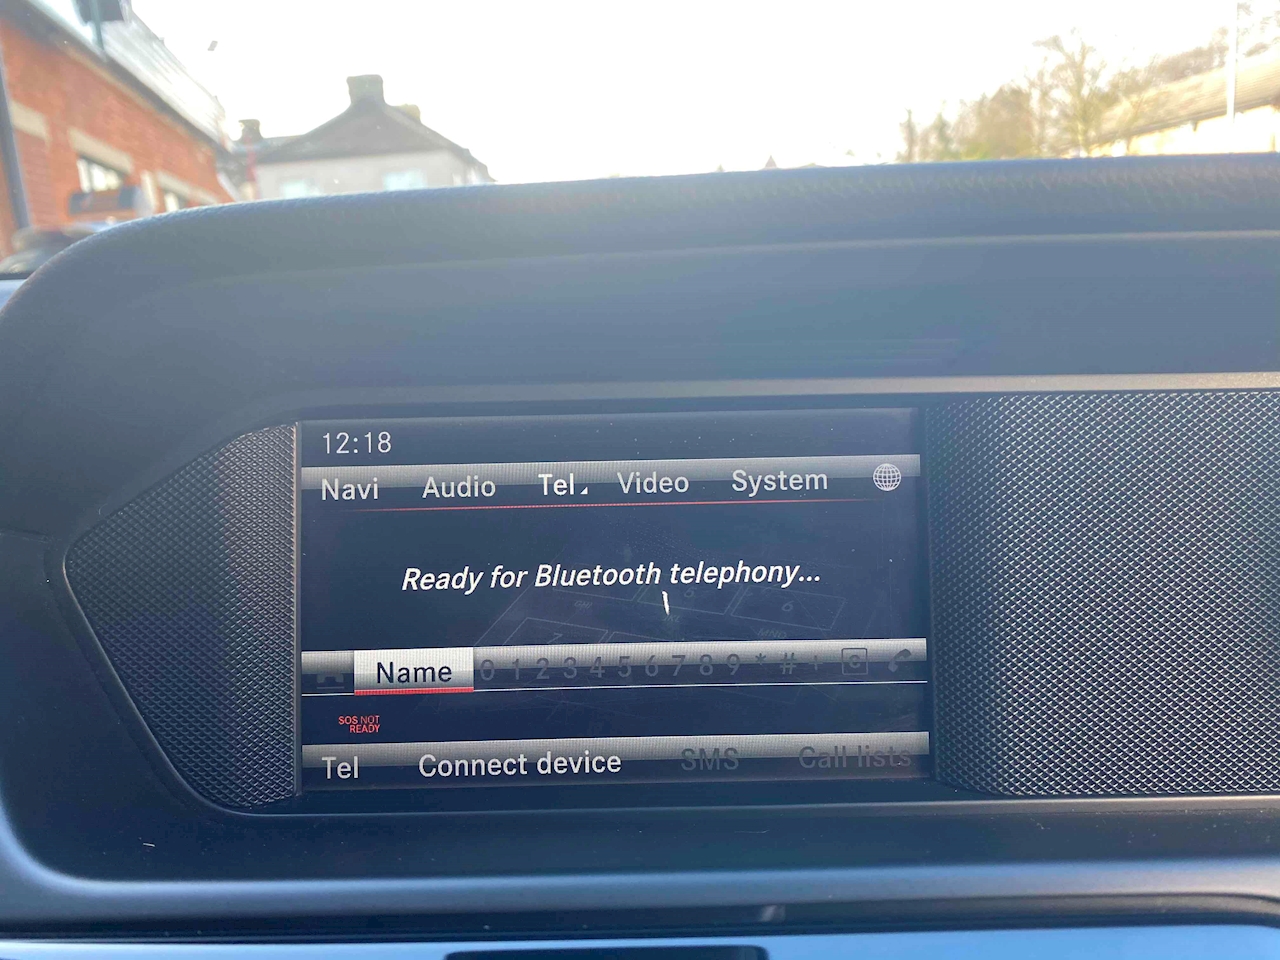 12:18
Navi Audio Tel Video System
Ready for Bluetooth telephony...
Name 0 1 2 3 4 5 6 7 8 9 * # + C
SOS NOT
READY
Tel Connect device SMS Call lists